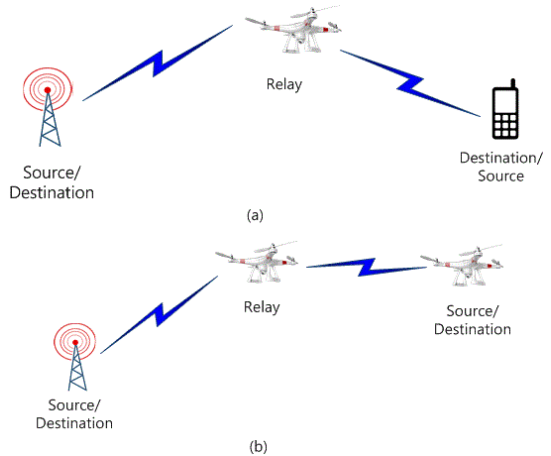 Relay
Source/
Destination
Destination/
Source
(a)
Relay
Source/
Destination
Source/
Destination
(b)